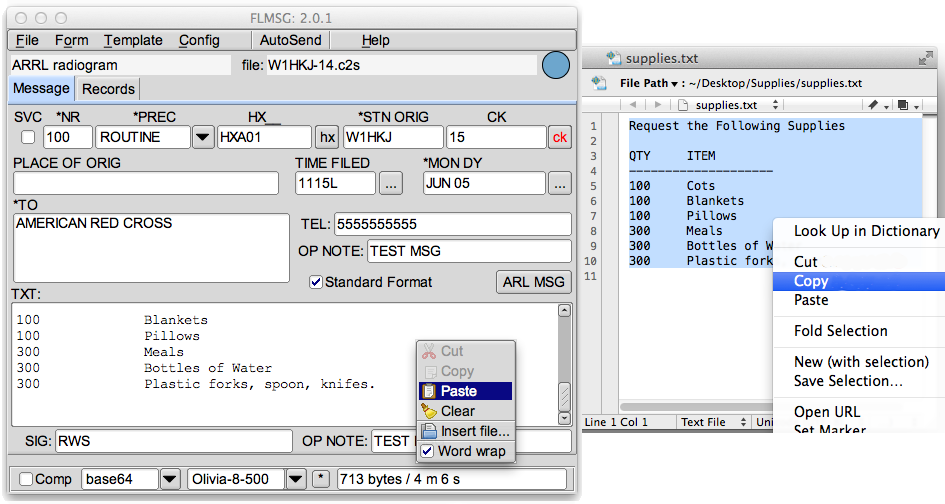 FLMSG: 2.0.1
File Form Template Config AutoSend Help
ARRL radiogram file: W1HKJ-14.c2s
Message Records
SVC *NR *PREC HX__ *STN ORIG CK
100 ROUTINE HXA01 hx W1HKJ 15 ck
PLACE OF ORIG TIME FILED *MON DY
1115L ... JUN 05 ...
*TO
AMERICAN RED CROSS
TEL: 5555555555
OP NOTE: TEST MSG
Standard Format ARL MSG
TXT:
100 Blankets
100 Pillows
300 Meals
300 Bottles of Water
300 Plastic forks, spoon, knifes.
Cut
Copy
Paste
Clear
Insert file...
Word wrap
SIG: RWS OP NOTE: TEST
Comp base64 Olivia-8-500 * 713 bytes / 4 m 6 s
supplies.txt
File Path : ~/Desktop/Supplies/supplies.txt
supplies.txt
1 Request the Following Supplies
2
3 QTY ITEM
4 --------------------
5 100 Cots
6 100 Blankets
7 100 Pillows
8 300 Meals
9 300 Bottles of W
10 300 Plastic fork
11
Look Up in Dictionary
Cut
Copy
Paste
Fold Selection
New (with selection)
Save Selection...
Open URL
Set Marker
Line 1 Col 1 Text File Uni